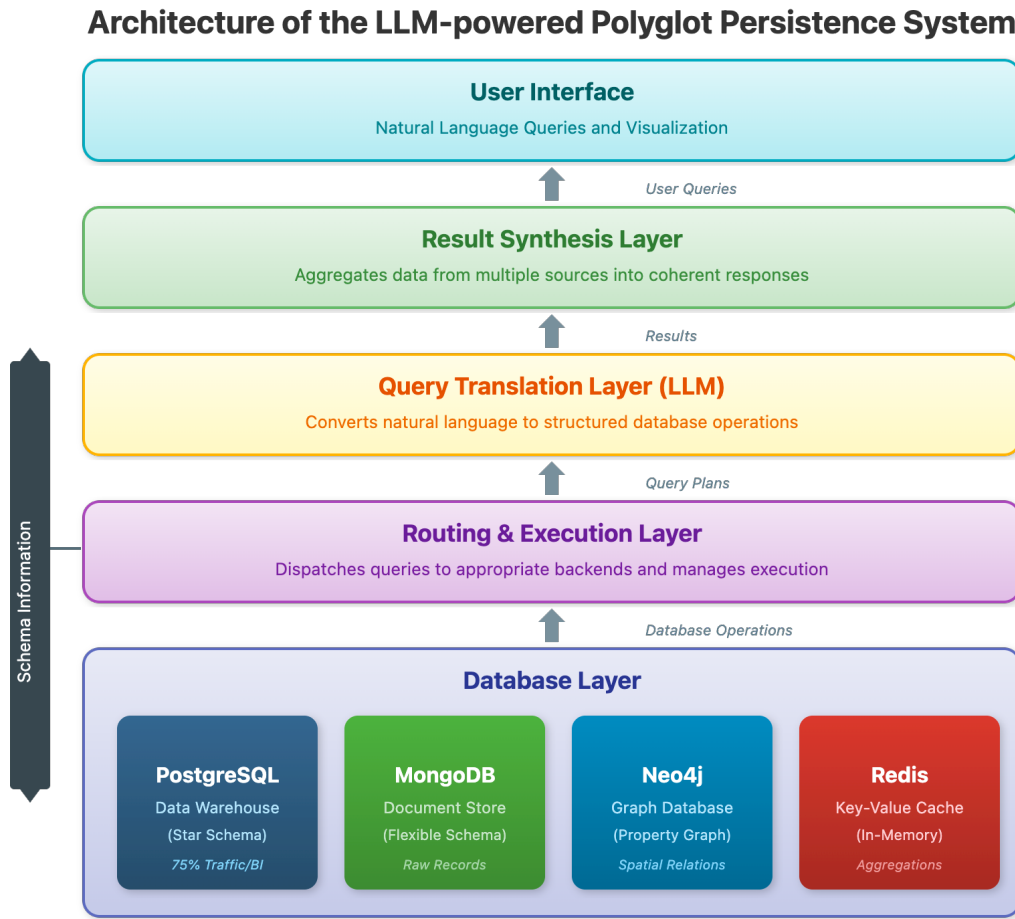 Architecture of the LLM-powered Polyglot Persistence System
User Interface
Natural Language Queries and Visualization
User Queries
Result Synthesis Layer
Aggregates data from multiple sources into coherent responses
Results
Query Translation Layer (LLM)
Converts natural language to structured database operations
Query Plans
Schema Information
Routing & Execution Layer
Dispatches queries to appropriate backends and manages execution
Database Operations
Database Layer
PostgreSQL
Data Warehouse
(Star Schema)
75% Traffic/BI
MongoDB
Document Store
(Flexible Schema)
Raw Records
Neo4j
Graph Database
(Property Graph)
Spatial Relations
Redis
Key-Value Cache
(In-Memory)
Aggregations